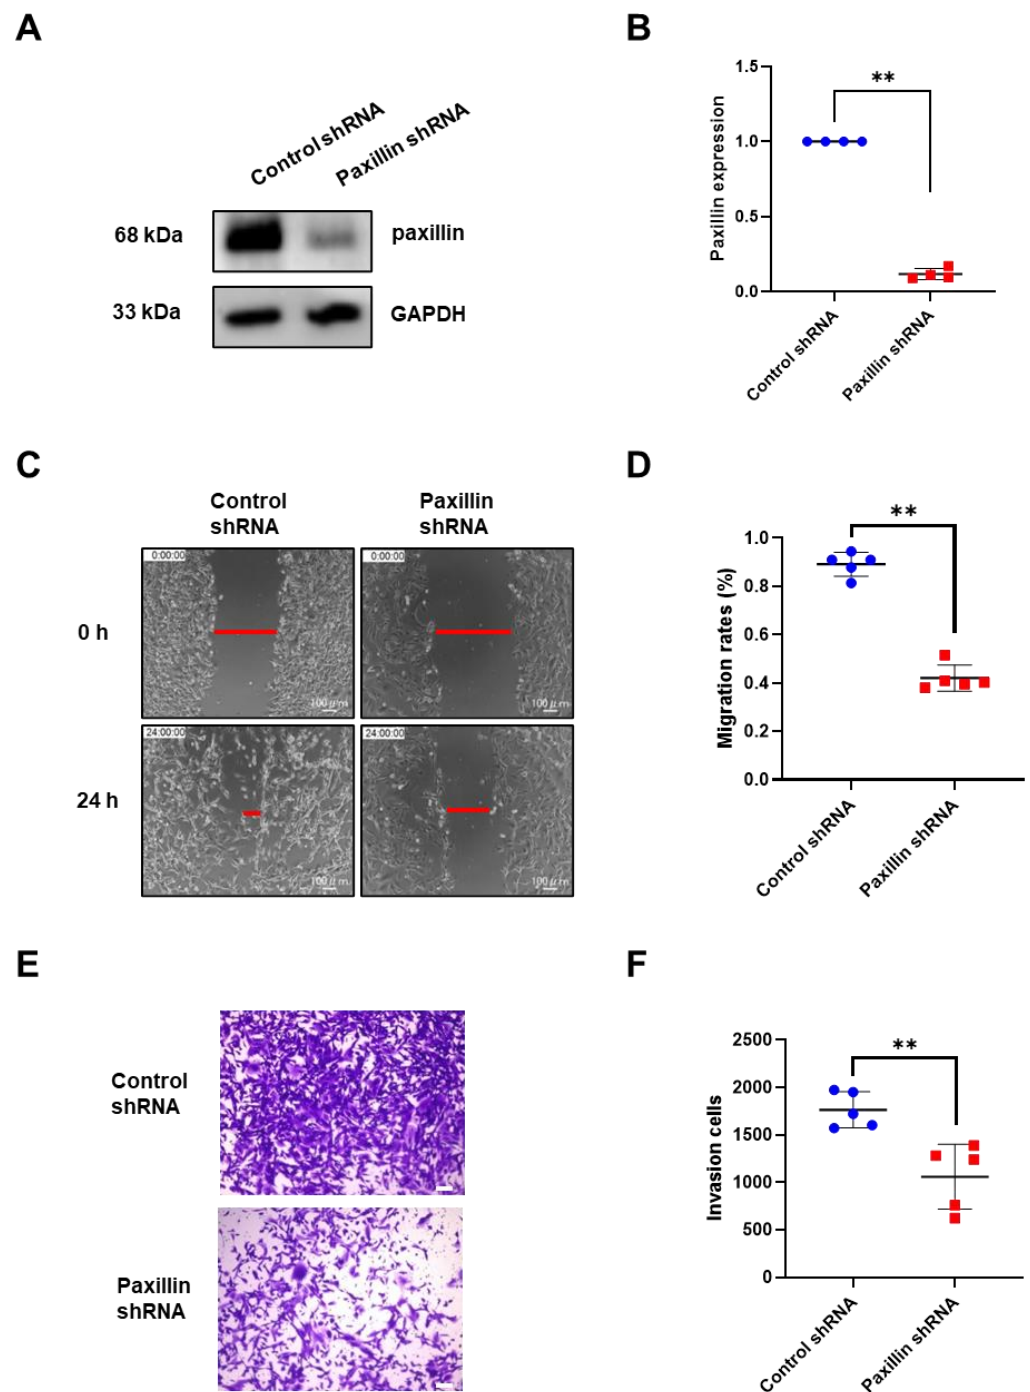 A
Control shRNA
Paxillin shRNA
68 kDa
paxillin
33 kDa
GAPDH
B
1.5
1.0
0.5
0.0
Paxillin expression
**
Control shRNA
Paxillin shRNA
C
Control
shRNA
Paxillin
shRNA
0 h
0:00:00
100μm
0:00:00
100μm
24 h
24:00:00
100μm
24:00:00
100μm
D
1.0
0.8
0.6
0.4
0.2
0.0
Migration rates (%)
**
Control shRNA
Paxillin shRNA
E
Control
shRNA
Paxillin
shRNA
F
2500
2000
1500
1000
500
0
Invasion cells
**
Control shRNA
Paxillin shRNA